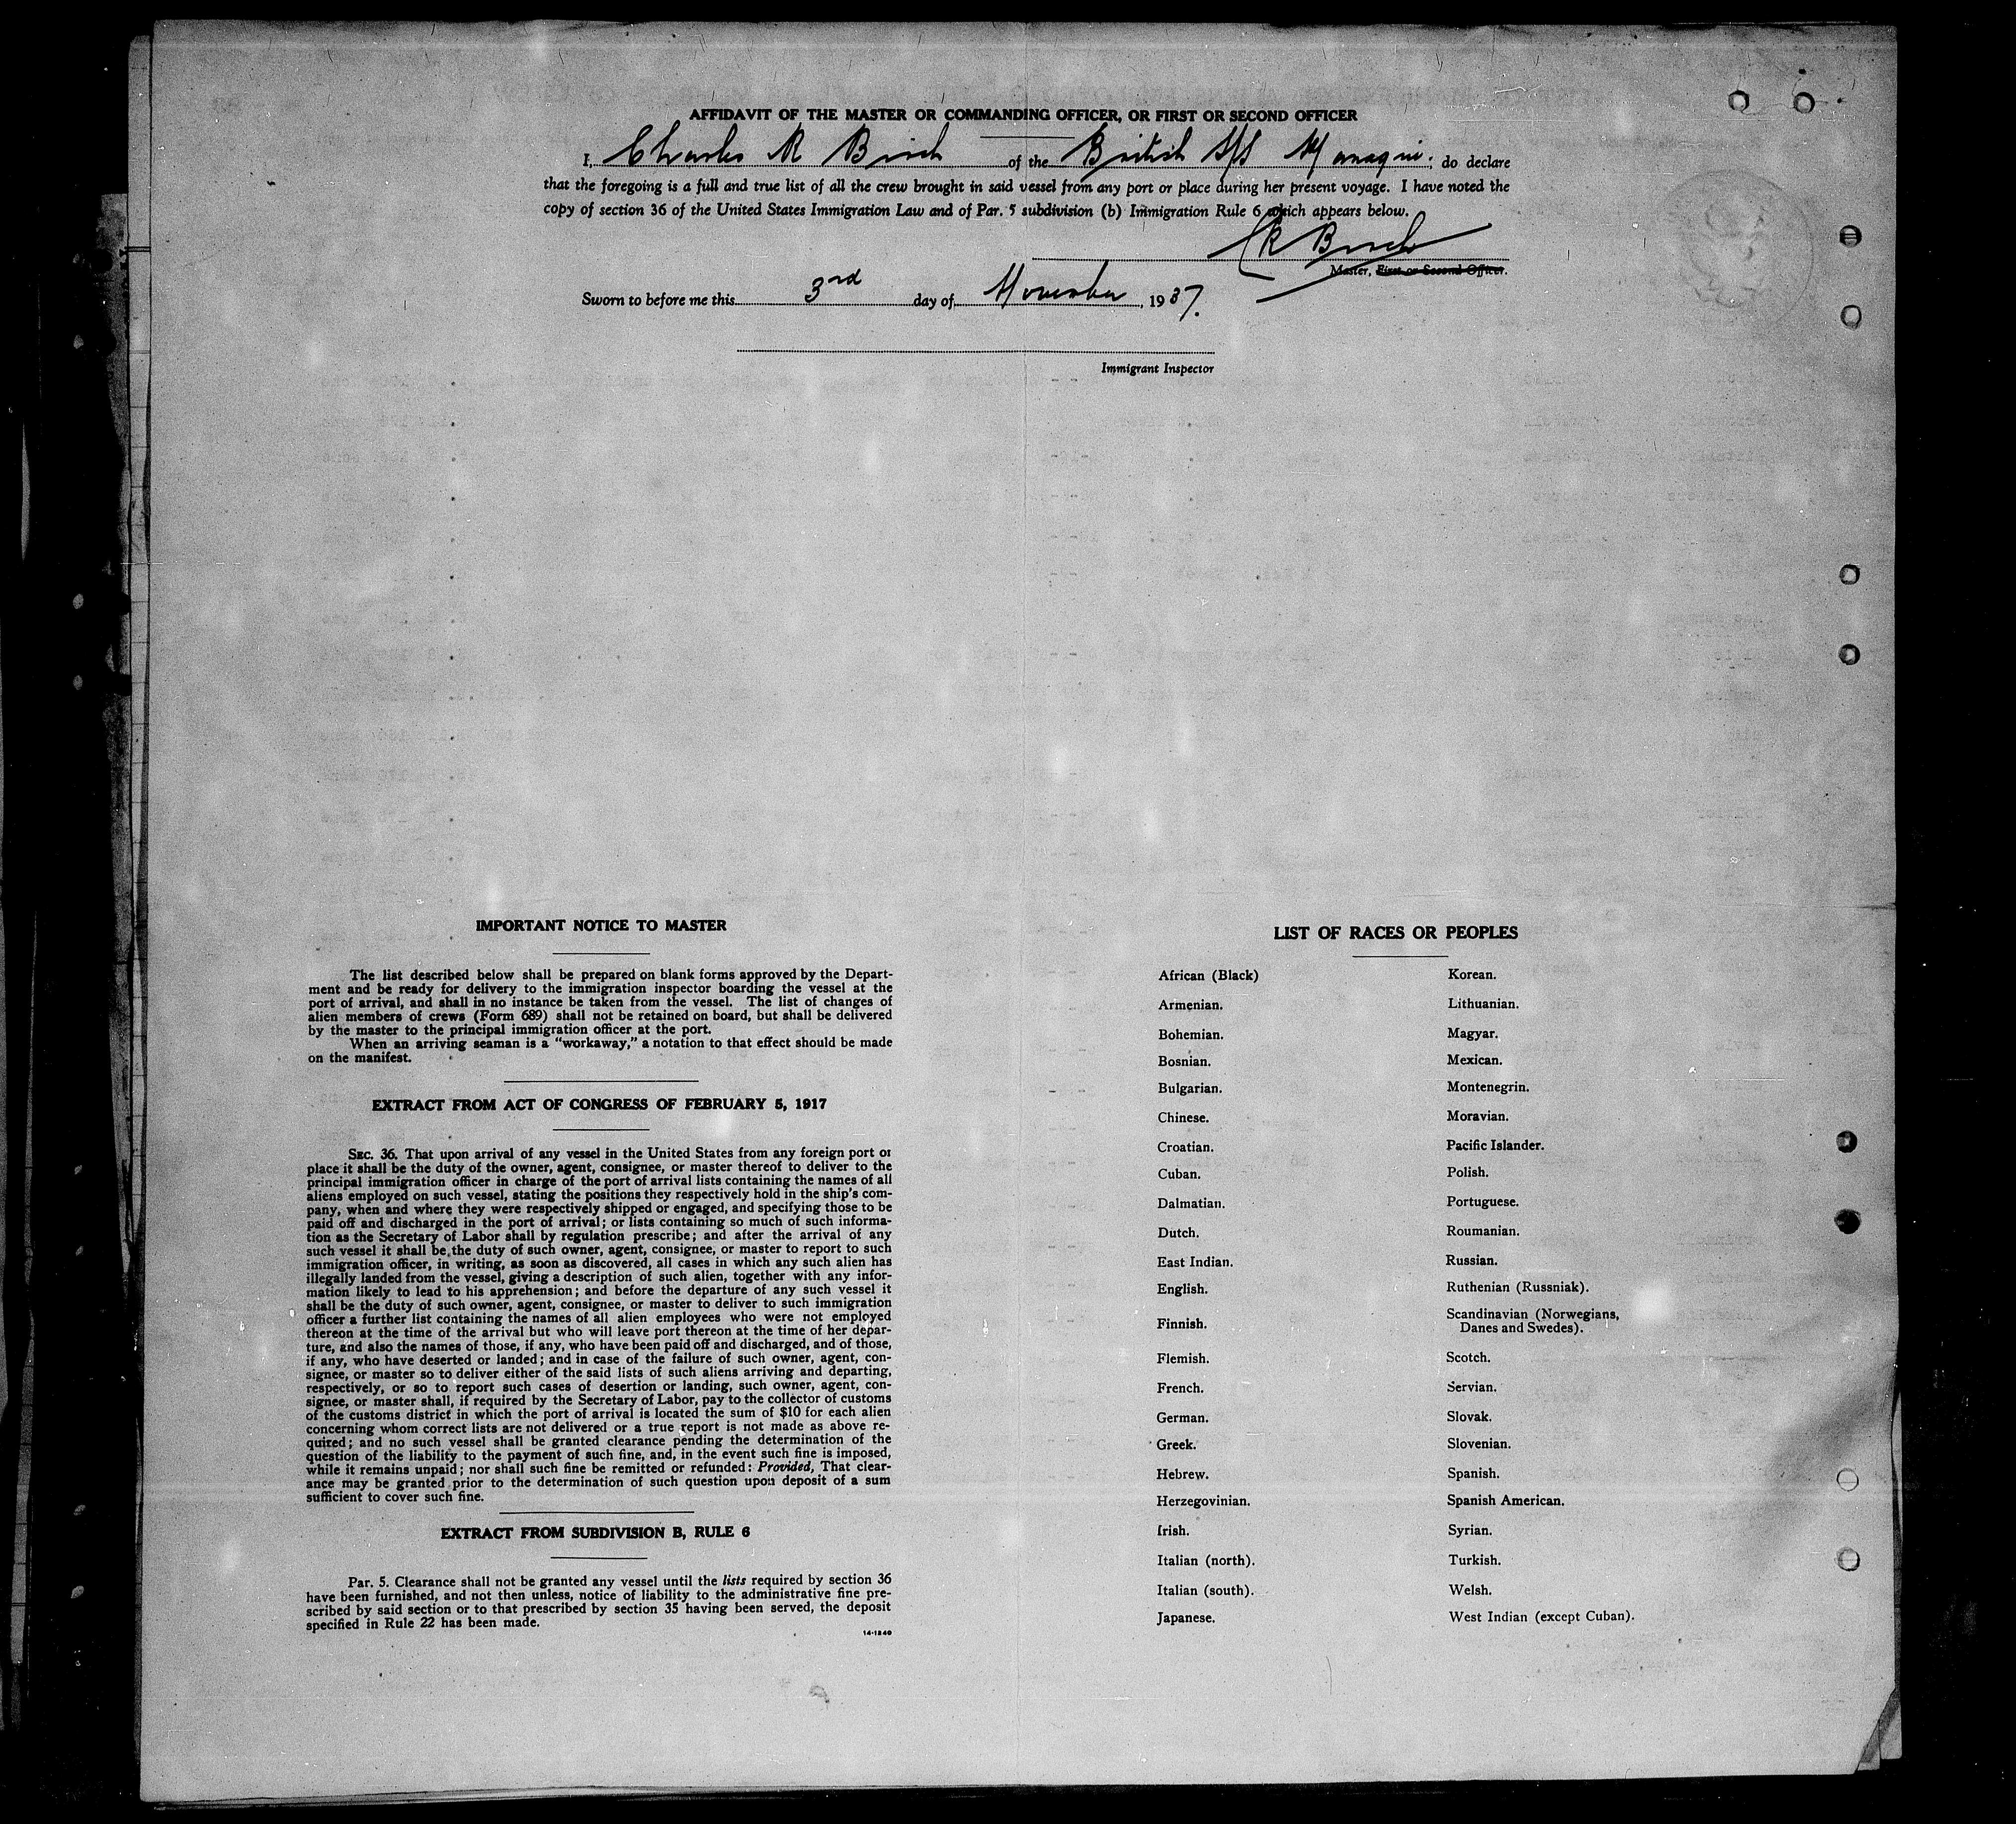 AFFIDAVIT OF THE MASTER OR COMMANDING OFFICER, OR FIRST OR SECOND OFFICER
I, Charles R Birch of the British S/S Managui, do declare
that the foregoing is a full and true list of all the crew brought in said vessel from any port or place during her present voyage. I have noted the
copy of section 36 of the United States Immigration Law and of Par. 5 subdivision (b) Immigration Rule 6 which appears below.
CR Birch
Master, First or Second Officer.
Sworn to before me this 3rd day of November, 1937.
Immigrant Inspector
IMPORTANT NOTICE TO MASTER
The list described below shall be prepared on blank forms approved by the Depart-
ment and be ready for delivery to the immigration inspector boarding the vessel at the
port of arrival, and shall in no instance be taken from the vessel. The list of changes of
alien members of crews (Form 689) shall not be retained on board, but shall be delivered
by the master to the principal immigration officer at the port.
When an arriving seaman is a "workaway," a notation to that effect should be made
on the manifest.
EXTRACT FROM ACT OF CONGRESS OF FEBRUARY 5, 1917
SEC. 36. That upon arrival of any vessel in the United States from any foreign port or
place it shall be the duty of the owner, agent, consignee, or master thereof to deliver to the
principal immigration officer in charge of the port of arrival lists containing the names of all
aliens employed on such vessel, stating the positions they respectively hold in the ship's com-
pany, when and where they were respectively shipped or engaged, and specifying those to be
paid off and discharged in the port of arrival; or lists containing so much of such informa-
tion as the Secretary of Labor shall by regulation prescribe; and after the arrival of any
such vessel it shall be the duty of such owner, agent, consignee, or master to report to such
immigration officer, in writing, as soon as discovered, all cases in which any such alien has
illegally landed from the vessel, giving a description of such alien, together with any infor-
mation likely to lead to his apprehension; and before the departure of any such vessel it
shall be the duty of such owner, agent, consignee, or master to deliver to such immigration
officer a further list containing the names of all alien employees who were not employed
thereon at the time of the arrival but who will leave port thereon at the time of her depar-
ture, and also the names of those, if any, who have been paid off and discharged, and of those,
if any, who have deserted or landed; and in case of the failure of such owner, agent, con-
signee, or master so to deliver either of the said lists of such aliens arriving and departing,
respectively, or so to report such cases of desertion or landing, such owner, agent, con-
signee, or master shall, if required by the Secretary of Labor, pay to the collector of customs
of the customs district in which the port of arrival is located the sum of $10 for each alien
concerning whom correct lists are not delivered or a true report is not made as above re-
quired; and no such vessel shall be granted clearance pending the determination of the
question of the liability to the payment of such fine, and, in the event such fine is imposed,
while it remains unpaid; nor shall such fine be remitted or refunded: Provided, That clear-
ance may be granted prior to the determination of such question upon deposit of a sum
sufficient to cover such fine.
EXTRACT FROM SUBDIVISION B, RULE 6
Par. 5. Clearance shall not be granted any vessel until the lists required by section 36
have been furnished, and not then unless, notice of liability to the administrative fine pre-
scribed by said section or to that prescribed by section 35 having been served, the deposit
specified in Rule 22 has been made.
14-1240
LIST OF RACES OR PEOPLES
African (Black)
Armenian.
Bohemian.
Bosnian.
Bulgarian.
Chinese.
Croatian.
Cuban.
Dalmatian.
Dutch.
East Indian.
English.
Finnish.
Flemish.
French.
German.
Greek.
Hebrew.
Herzegovinian.
Irish.
Italian (north).
Italian (south).
Japanese.
Korean.
Lithuanian.
Magyar.
Mexican.
Montenegrin.
Moravian.
Pacific Islander.
Polish.
Portuguese.
Roumanian.
Russian.
Ruthenian (Russniak).
Scandinavian (Norwegians,
Danes and Swedes).
Scotch.
Servian.
Slovak.
Slovenian.
Spanish.
Spanish American.
Syrian.
Turkish.
Welsh.
West Indian (except Cuban).